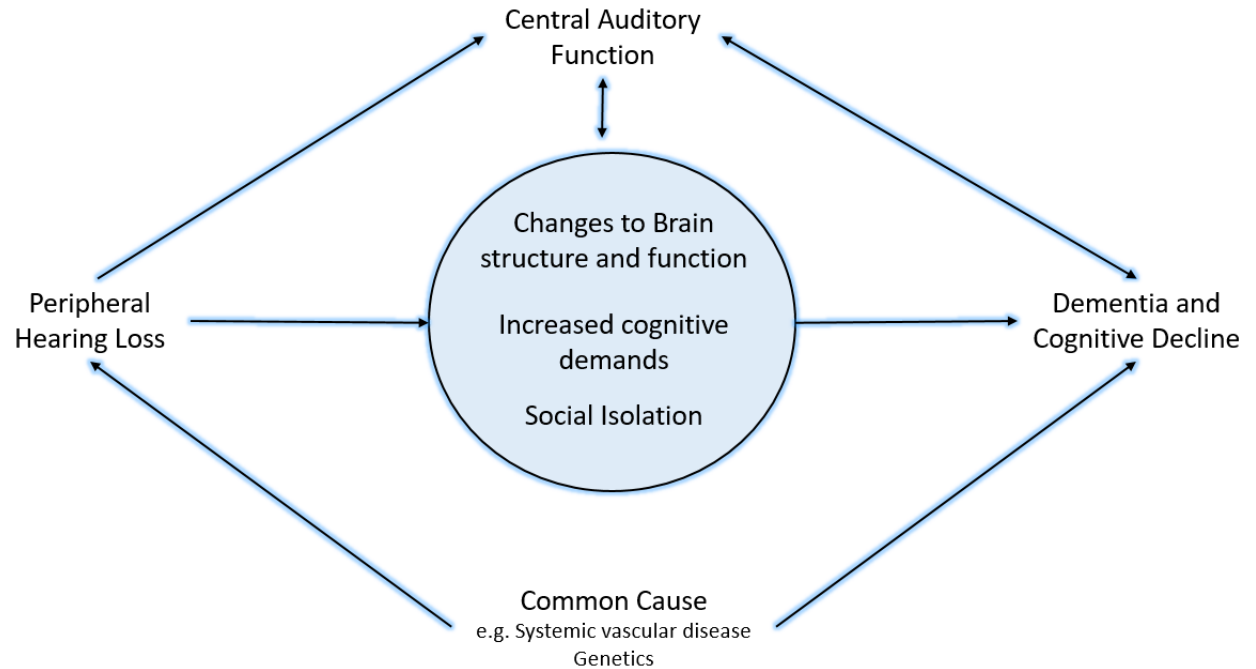 Central Auditory
Function
Changes to Brain
structure and function
Increased cognitive
demands
Social Isolation
Peripheral
Hearing Loss
Dementia and
Cognitive Decline
Common Cause
e.g. Systemic vascular disease
Genetics